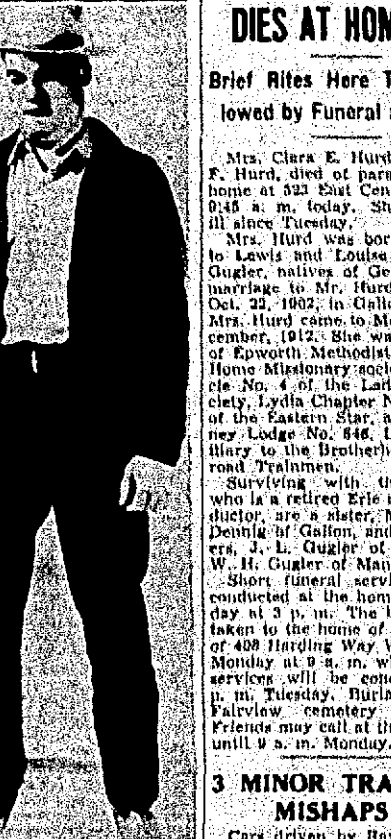 DIES AT HOM
Brief Rites Here T
lowed by Funeral
Mrs. Clara E. Hurd
F. Hurd, died of para
home at 523 East Cen
9:45 a. m. today. Sh
ill since Tuesday.
Mrs. Hurd was bor
to Lewis and Louise
Gugler, natives of Ge
marriage to Mr. Hurd
Oct. 22, 1902, in Galio
Mrs. Hurd came to M
cember, 1912. She wa
of Epworth Methodist
Home Missionary socie
cle No. 4 of the Lad
ciety, Lydia Chapter N
of the Eastern Star, a
ney Lodge No. 646, L
iliary to the Brotherh
road Trainmen.
Surviving with th
who is a retired Erie
ductor, are a sister, M
Dennig of Galion, and
ers, J. L. Gugler of
W. H. Gugler of Man
Short funeral servi
conducted at the hom
day at 3 p. m. The
taken to the home of
of 408 Harding Way W
Monday at 9 a. m. w
services will be cond
p. m. Tuesday. Buria
Fairview cemetery
Friends may call at th
until 9 a. m. Monday.
3 MINOR TRA
MISHAPS
Cars driven by